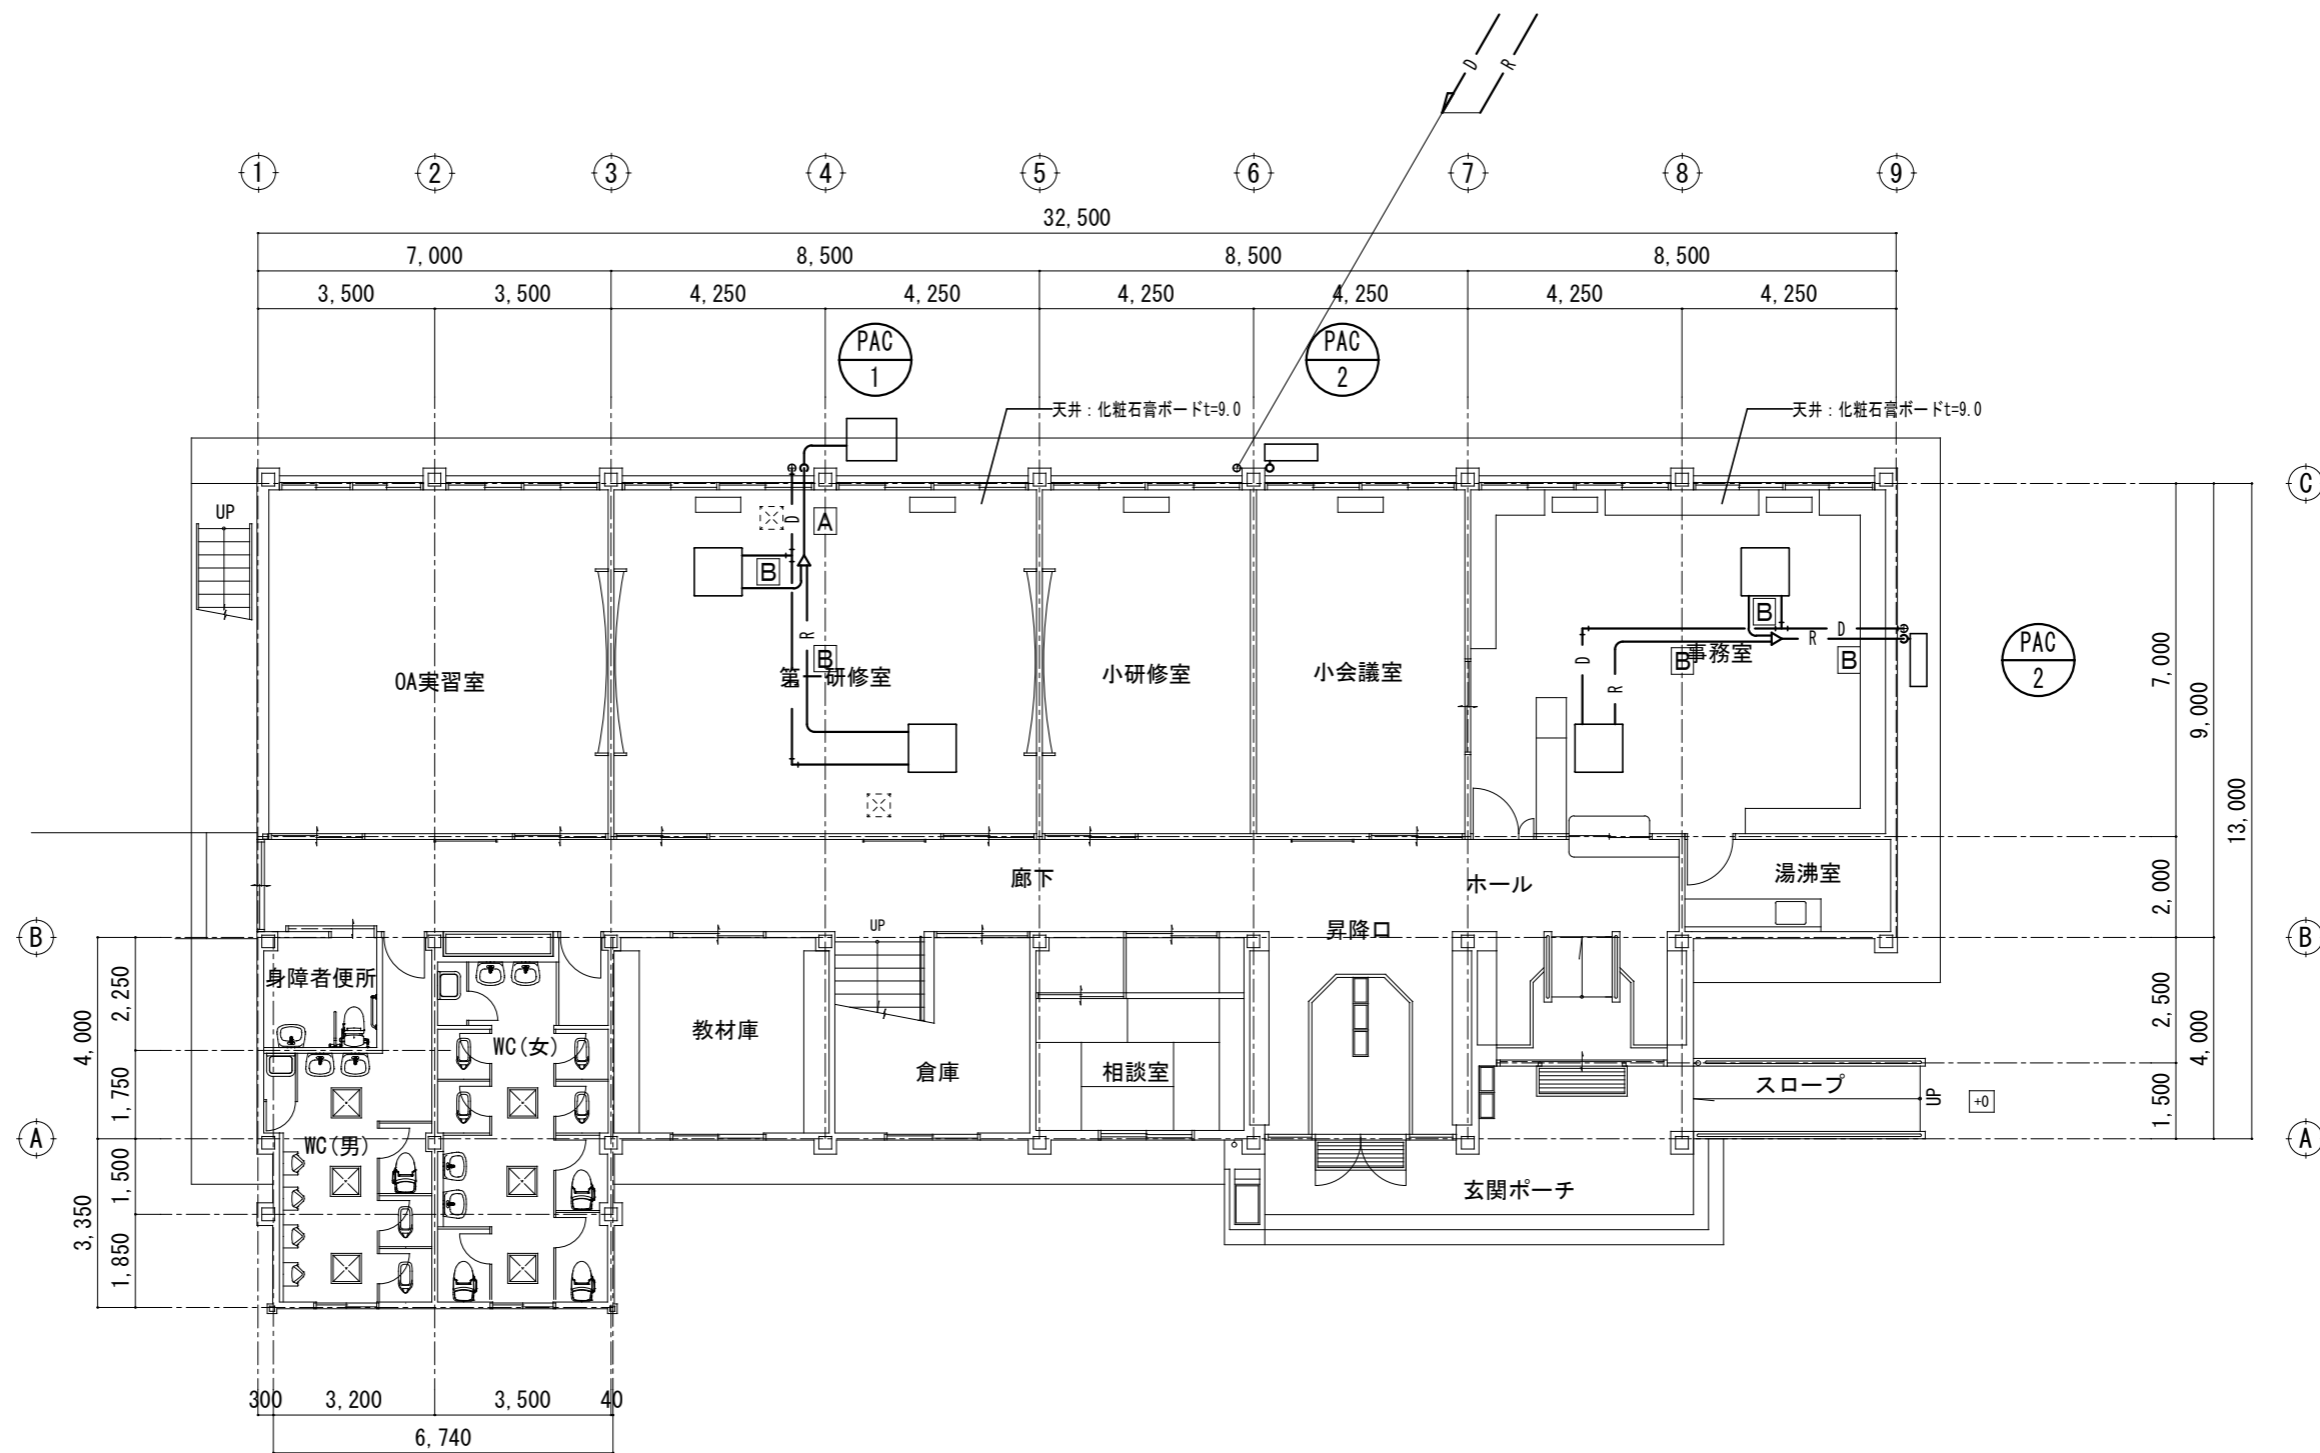 D
R
1
2
3
4
5
6
7
8
9
32,500
7,000
8,500
8,500
8,500
3,500
3,500
4,250
4,250
4,250
4,250
4,250
4,250
PAC
1
PAC
2
天井：化粧石膏ボードt=9.0
天井：化粧石膏ボードt=9.0
C
C
UP
D
A
B
B
R
OA実習室
第一研修室
小研修室
小会議室
事務室
B
D
R
D
R
B
B
PAC
2
7,000
9,000
13,000
廊下
ホール
湯沸室
2,000
B
昇降口
UP
B
身障者便所
WC(女)
教材庫
倉庫
相談室
スロープ
UP
+0
2,250
4,000
1,750
2,500
4,000
1,500
A
WC(男)
A
玄関ポーチ
1,500
3,350
1,850
300
3,200
3,500
40
6,740